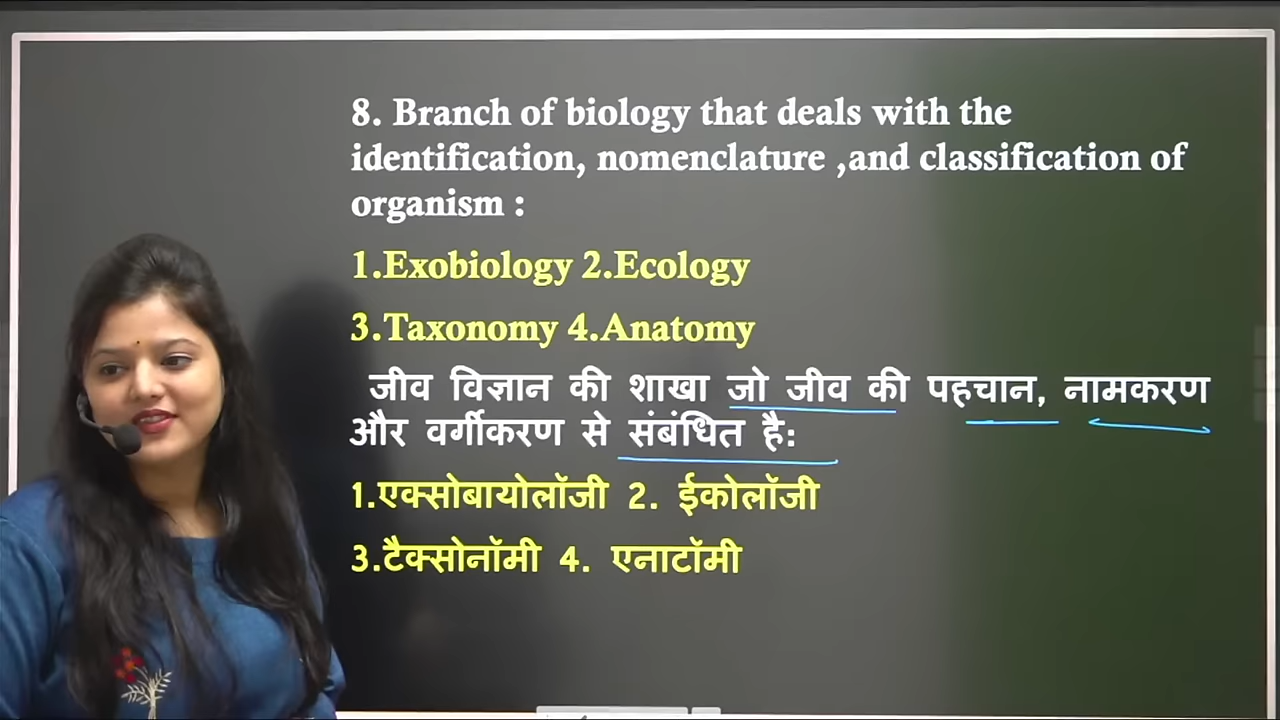 8. Branch of biology that deals with the
identification, nomenclature ,and classification of
organism :
1.Exobiology 2.Ecology
3.Taxonomy 4.Anatomy
जीव विज्ञान की शाखा जो जीव की पहचान, नामकरण
और वर्गीकरण से संबंधित है:
1.एक्सोबायोलॉजी 2. ईकोलॉजी
3.टैक्सोनॉमी 4. एनाटॉमी